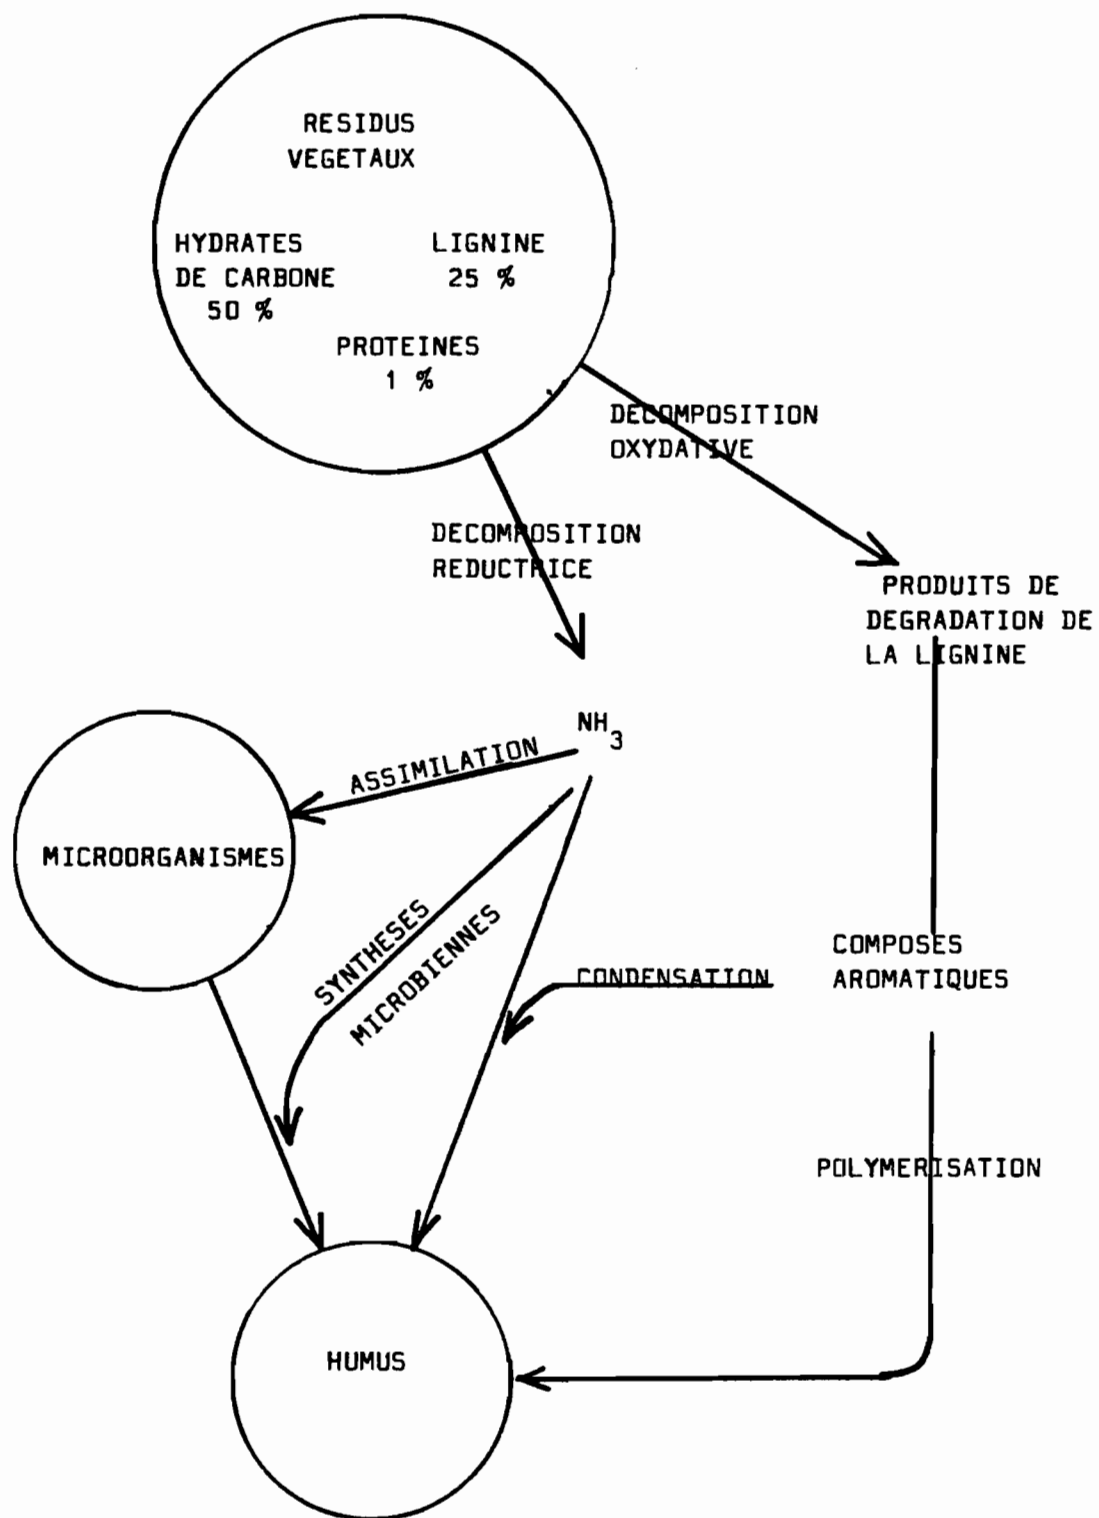 RESIDUS
VEGETAUX
HYDRATES
DE CARBONE
50 %
LIGNINE
25 %
PROTEINES
1 %
DECOMPOSITION
OXYDATIVE
DECOMPOSITION
REDUCTRICE
PRODUITS DE
DEGRADATION DE
LA LIGNINE
NH3
ASSIMILATION
MICROORGANISMES
SYNTHESES
MICROBIENNES
CONDENSATION
COMPOSES
AROMATIQUES
POLYMERISATION
HUMUS